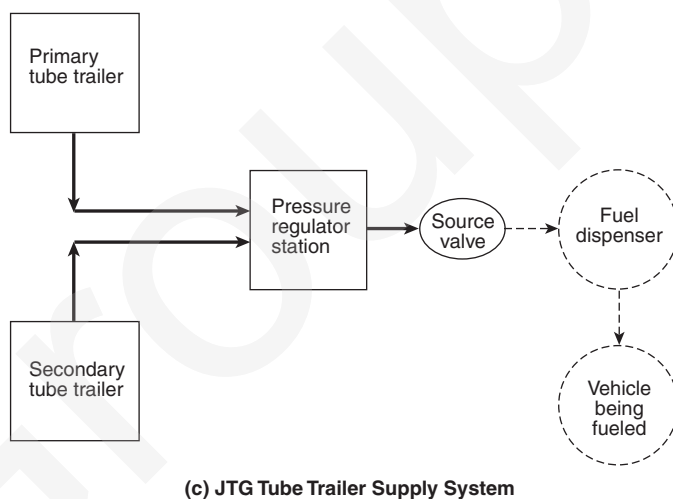 Primary
tube trailer
Pressure
regulator
station
Source
valve
Fuel
dispenser
Secondary
tube trailer
Vehicle
being
fueled
(c) JTG Tube Trailer Supply System